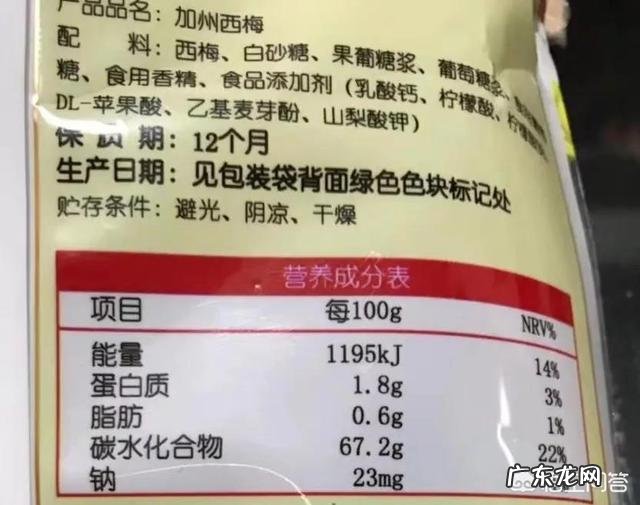 产品品名：加州西梅
配 料：西梅、白砂糖、果葡糖浆、葡萄糖浆、
糖、食用香精、食品添加剂（乳酸钙、柠檬酸、柠檬酸
DL-苹果酸、乙基麦芽酚、山梨酸钾）
保 质 期：12个月
生产日期：见包装袋背面绿色色块标记处
贮存条件：避光、阴凉、干燥
营养成分表
项目 每100g NRV%
能量 1195kJ 14%
蛋白质 1.8g 3%
脂肪 0.6g 1%
碳水化合物 67.2g 22%
钠 23mg
广东龙网
问答